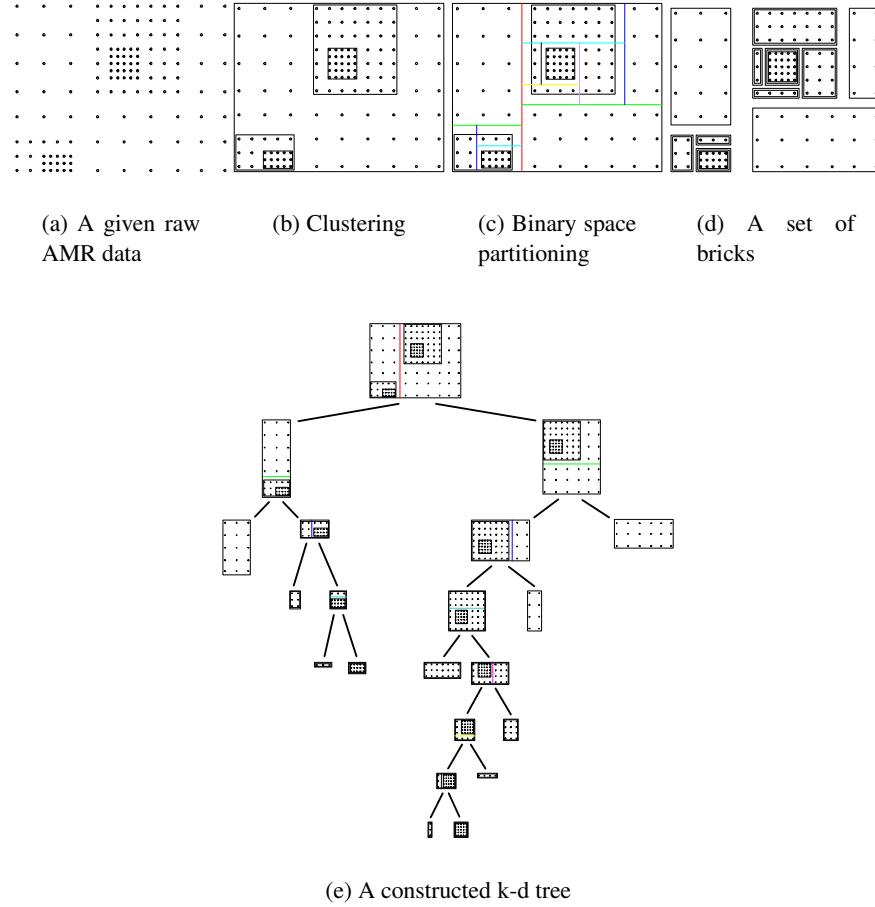 (a) A given raw
AMR data
(b) Clustering
(c) Binary space
partitioning
(d) A set of
bricks
(e) A constructed k-d tree